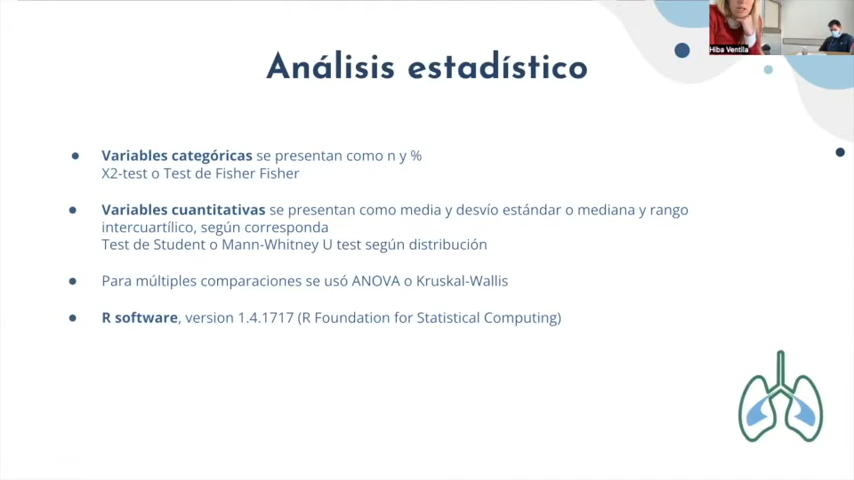 Hiba Ventila
Análisis estadístico
Variables categóricas se presentan como n y %
X2-test o Test de Fisher Fisher
Variables cuantitativas se presentan como media y desvío estándar o mediana y rango
intercuartílico, según corresponda
Test de Student o Mann-Whitney U test según distribución
Para múltiples comparaciones se usó ANOVA o Kruskal-Wallis
R software, version 1.4.1717 (R Foundation for Statistical Computing)